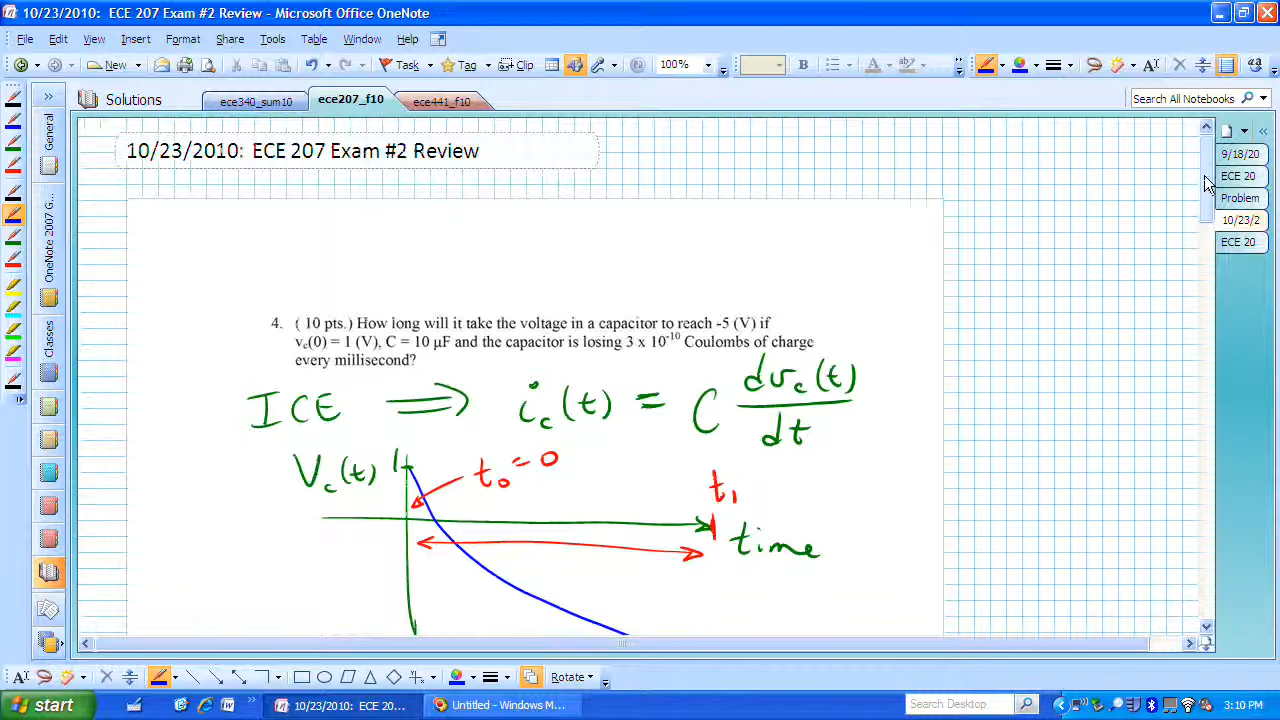 10/23/2010: ECE 207 Exam #2 Review - Microsoft Office OneNote
File Edit View Insert Format Share Tools Table Window Help
New Task Tag Clip 100% B A ab
Solutions ece340_sum10 ece207_f10 ece441_f10 Search All Notebooks
10/23/2010: ECE 207 Exam #2 Review
General
OneNote 2007 G...
Classes
9/18/20
ECE 20
Problem
10/23/2
ECE 20
4. ( 10 pts.) How long will it take the voltage in a capacitor to reach -5 (V) if
vc(0) = 1 (V), C = 10 μF and the capacitor is losing 3 x 10-10 Coulombs of charge
every millisecond?
ICE ⟹ ic(t) = C dvc(t)/dt
Vc(t) 1 t0 = 0
t1
time
Rotate
start 10/23/2010: ECE 20... Untitled - Windows M... Search Desktop 3:10 PM